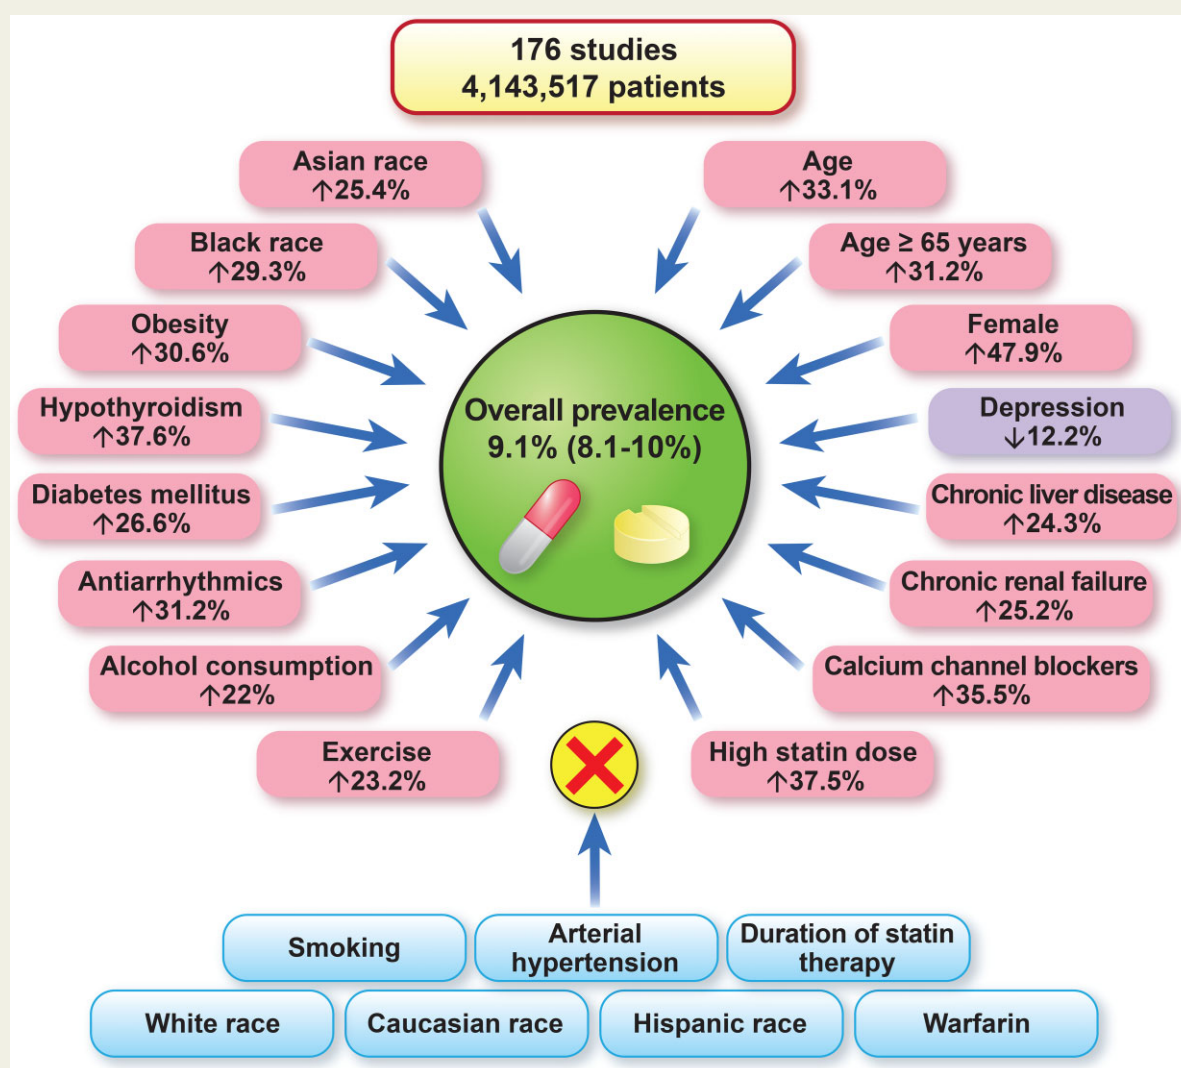 176 studies
4,143,517 patients
Asian race
↑25.4%
Age
↑33.1%
Black race
↑29.3%
Age ≥ 65 years
↑31.2%
Obesity
↑30.6%
Female
↑47.9%
Hypothyroidism
↑37.6%
Overall prevalence
9.1% (8.1-10%)
Depression
↓12.2%
Diabetes mellitus
↑26.6%
Chronic liver disease
↑24.3%
Antiarrhythmics
↑31.2%
Chronic renal failure
↑25.2%
Alcohol consumption
↑22%
Calcium channel blockers
↑35.5%
Exercise
↑23.2%
High statin dose
↑37.5%
Smoking
Arterial
hypertension
Duration of statin
therapy
White race
Caucasian race
Hispanic race
Warfarin